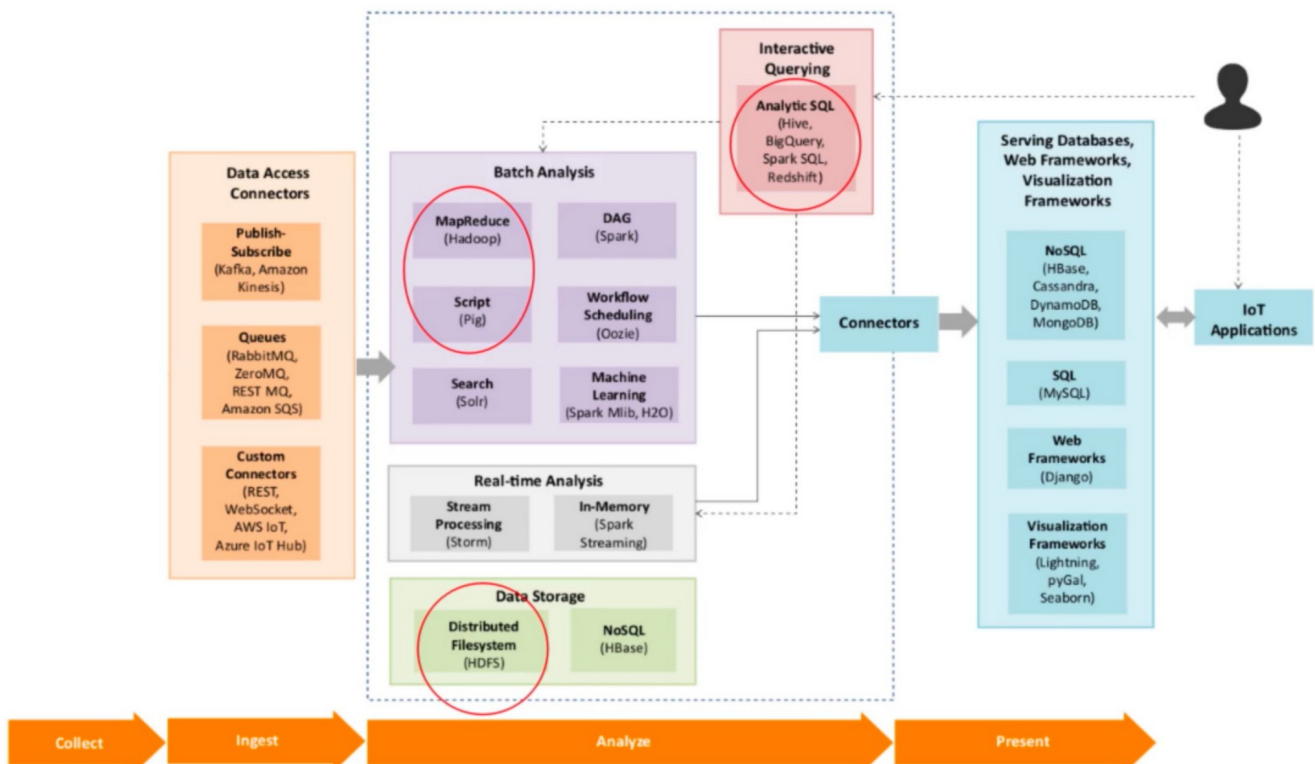 Interactive
Querying
Analytic SQL
(Hive,
BigQuery,
Spark SQL,
Redshift)
Data Access
Connectors
Publish-
Subscribe
(Kafka, Amazon
Kinesis)
Queues
(RabbitMQ,
ZeroMQ,
REST MQ,
Amazon SQS)
Custom
Connectors
(REST,
WebSocket,
AWS IoT,
Azure IoT Hub)
Batch Analysis
MapReduce
(Hadoop)
DAG
(Spark)
Script
(Pig)
Workflow
Scheduling
(Oozie)
Search
(Solr)
Machine
Learning
(Spark Mlib, H2O)
Real-time Analysis
Stream
Processing
(Storm)
In-Memory
(Spark
Streaming)
Data Storage
Distributed
Filesystem
(HDFS)
NoSQL
(HBase)
Connectors
Serving Databases,
Web Frameworks,
Visualization
Frameworks
NoSQL
(HBase,
Cassandra,
DynamoDB,
MongoDB)
SQL
(MySQL)
Web
Frameworks
(Django)
Visualization
Frameworks
(Lightning,
pyGal,
Seaborn)
IoT
Applications
Collect
Ingest
Analyze
Present